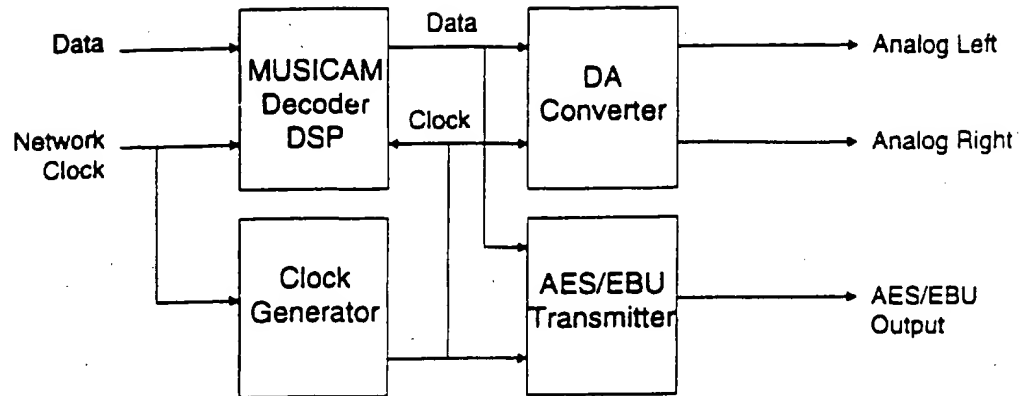 Data
Network
Clock
MUSICAM
Decoder
DSP
Data
Clock
DA
Converter
Analog Left
Analog Right
Clock
Generator
AES/EBU
Transmitter
AES/EBU
Output